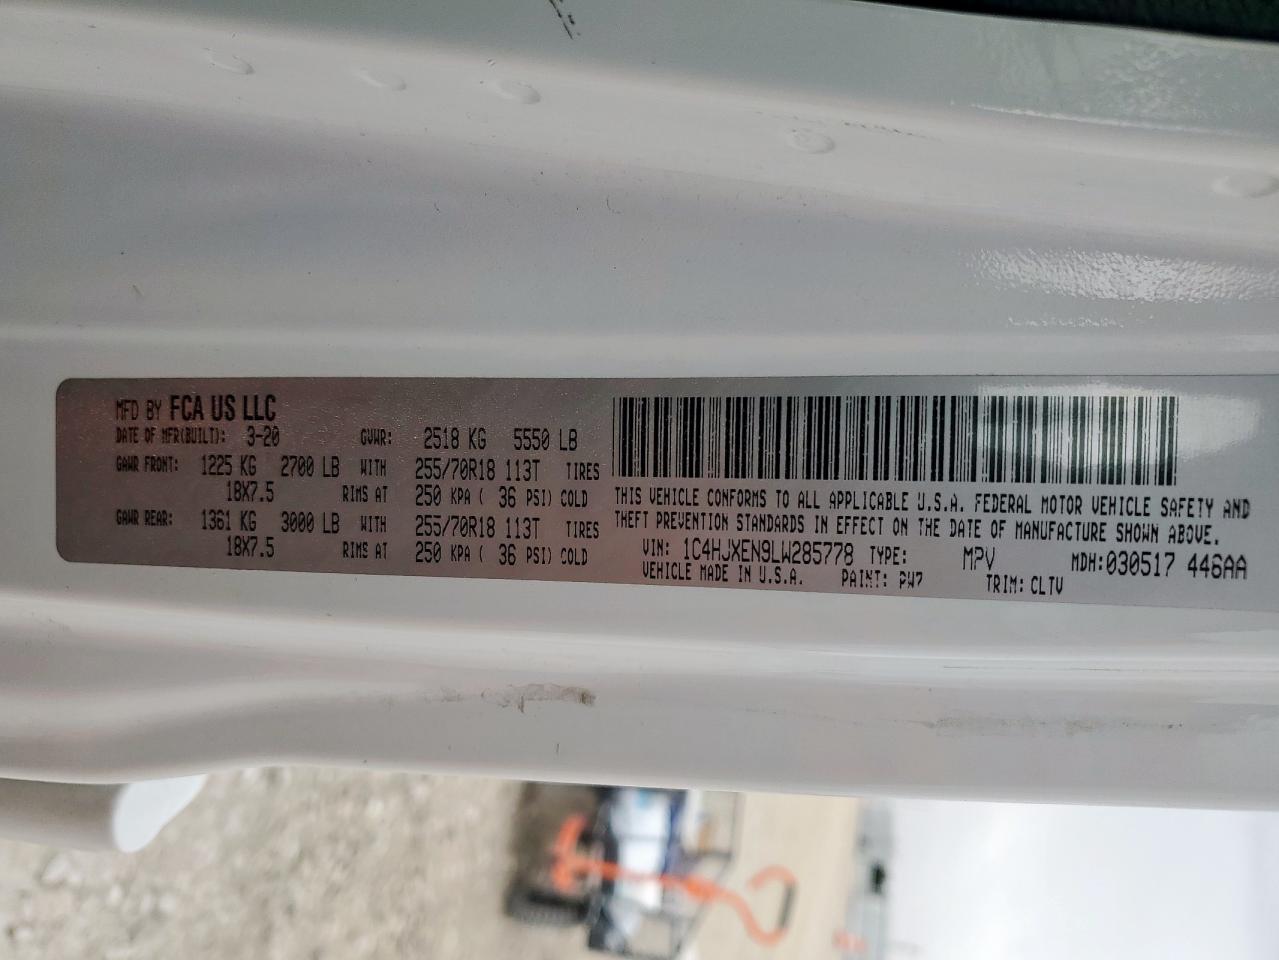 MFD BY FCA US LLC
DATE OF MFR(BUILT): 3-20 GVWR: 2518 KG 5550 LB
GAWR FRONT: 1225 KG 2700 LB WITH 255/70R18 113T TIRES
18X7.5 RIMS AT 250 KPA ( 36 PSI) COLD
GAWR REAR: 1361 KG 3000 LB WITH 255/70R18 113T TIRES
18X7.5 RIMS AT 250 KPA ( 36 PSI) COLD
THIS VEHICLE CONFORMS TO ALL APPLICABLE U.S.A. FEDERAL MOTOR VEHICLE SAFETY AND
THEFT PREVENTION STANDARDS IN EFFECT ON THE DATE OF MANUFACTURE SHOWN ABOVE.
VIN: 1C4HJXEN9LW285778 TYPE: MPV MDH:030517 446AA
VEHICLE MADE IN U.S.A. PAINT: PW7 TRIM: CLTV